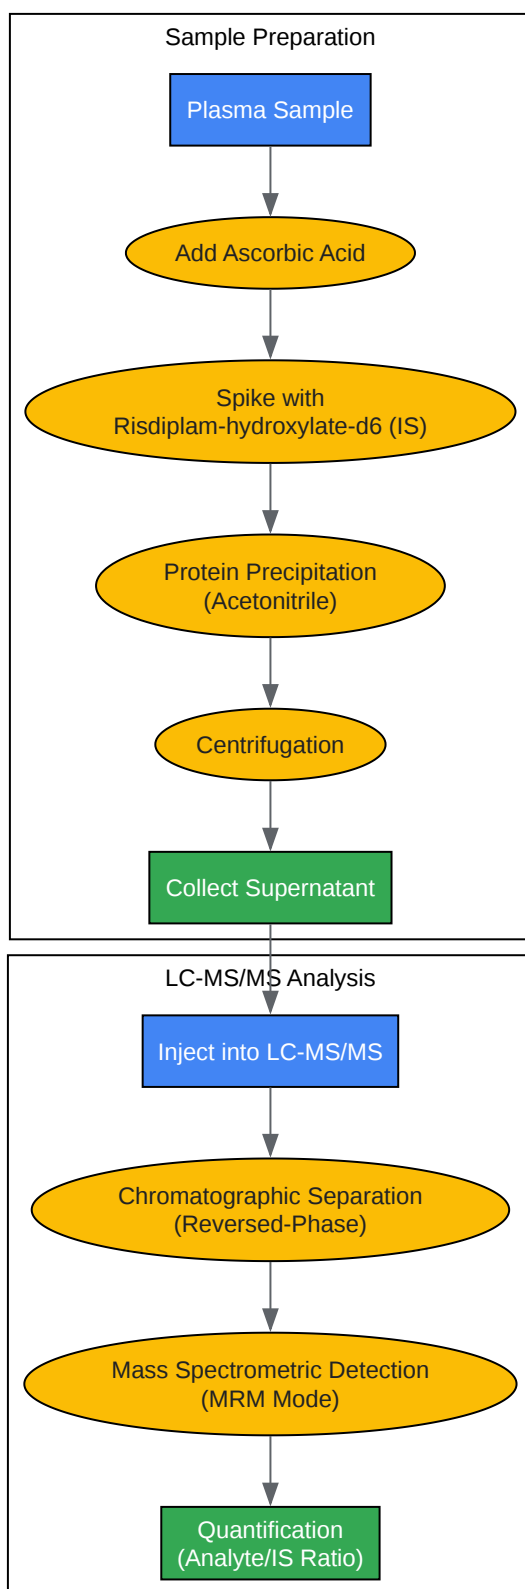 Sample Preparation
Plasma Sample
Add Ascorbic Acid
Spike with
Risdiplam-hydroxylate-d6 (IS)
Protein Precipitation
(Acetonitrile)
Centrifugation
Collect Supernatant
LC-MS/MS Analysis
Inject into LC-MS/MS
Chromatographic Separation
(Reversed-Phase)
Mass Spectrometric Detection
(MRM Mode)
Quantification
(Analyte/IS Ratio)